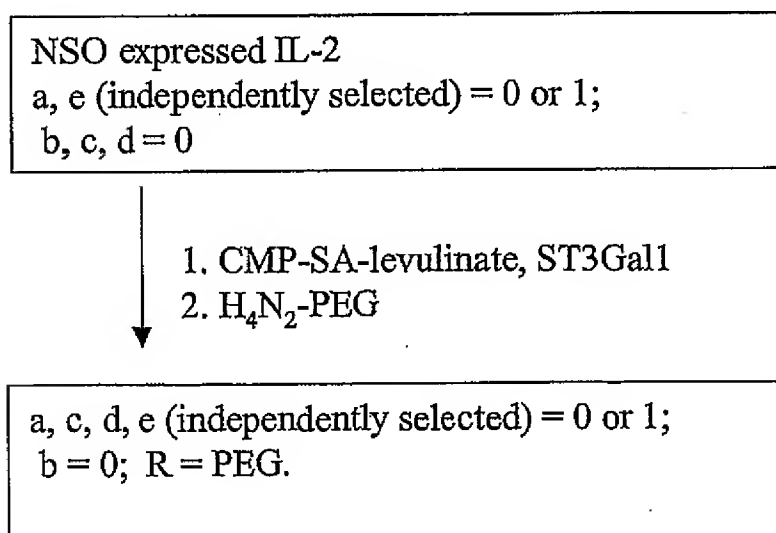 NSO expressed IL-2
a, e (independently selected) = 0 or 1;
b, c, d = 0
1. CMP-SA-levulinate, ST3Gal1
2. H₄N₂-PEG
a, c, d, e (independently selected) = 0 or 1;
b = 0; R = PEG.